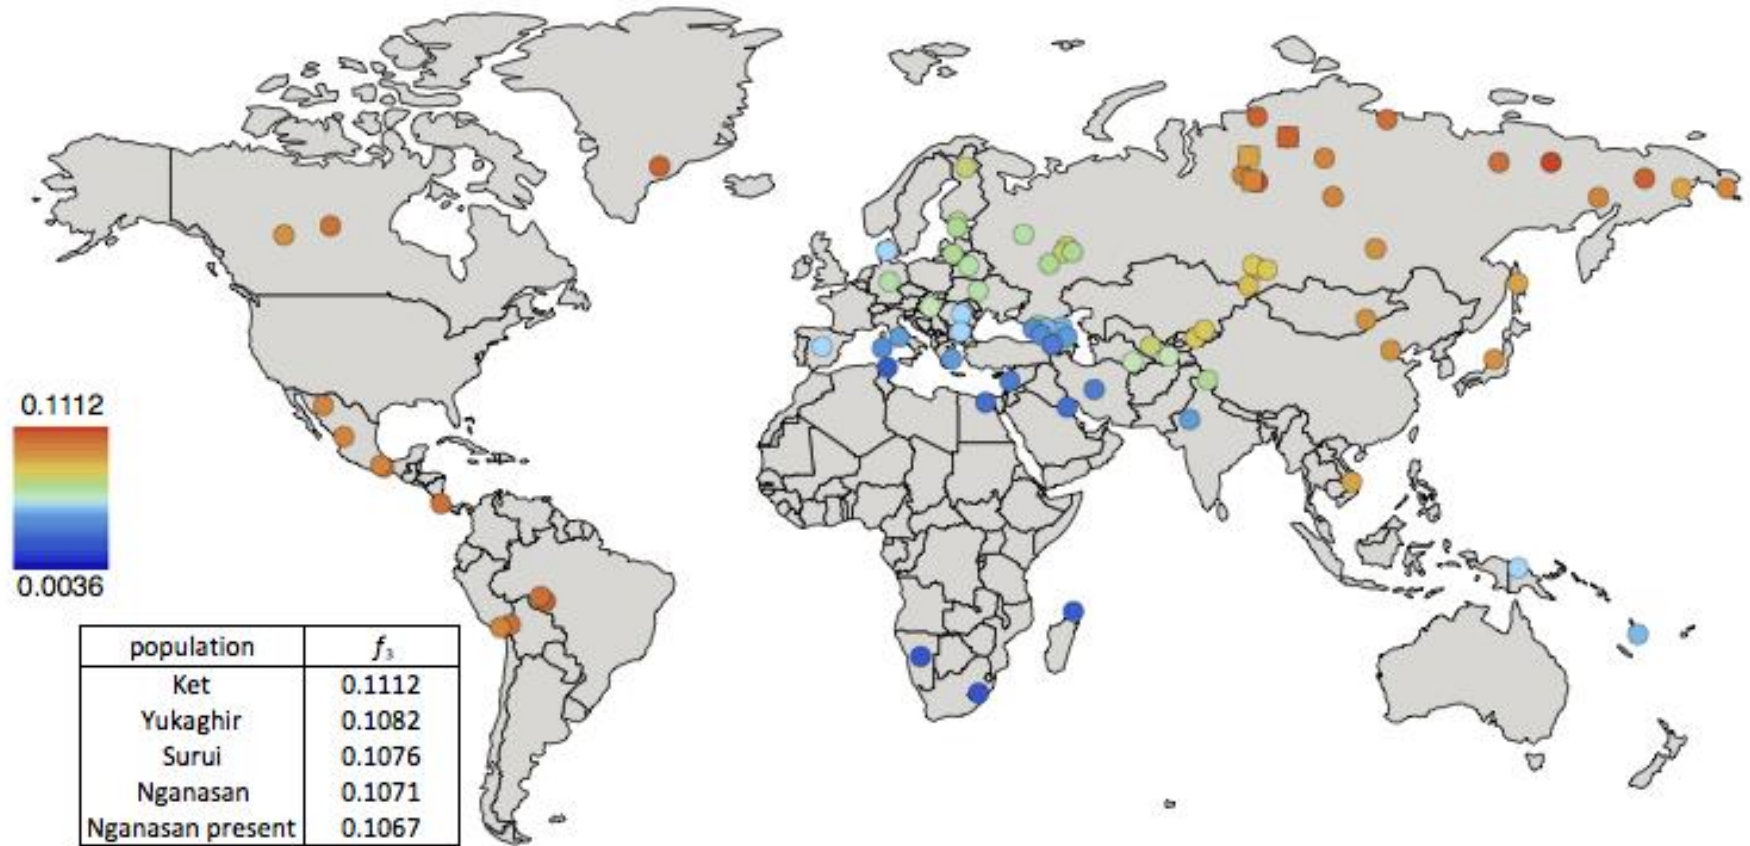 0.1112
0.0036
population f₃
Ket 0.1112
Yukaghir 0.1082
Surui 0.1076
Nganasan 0.1071
Nganasan present 0.1067